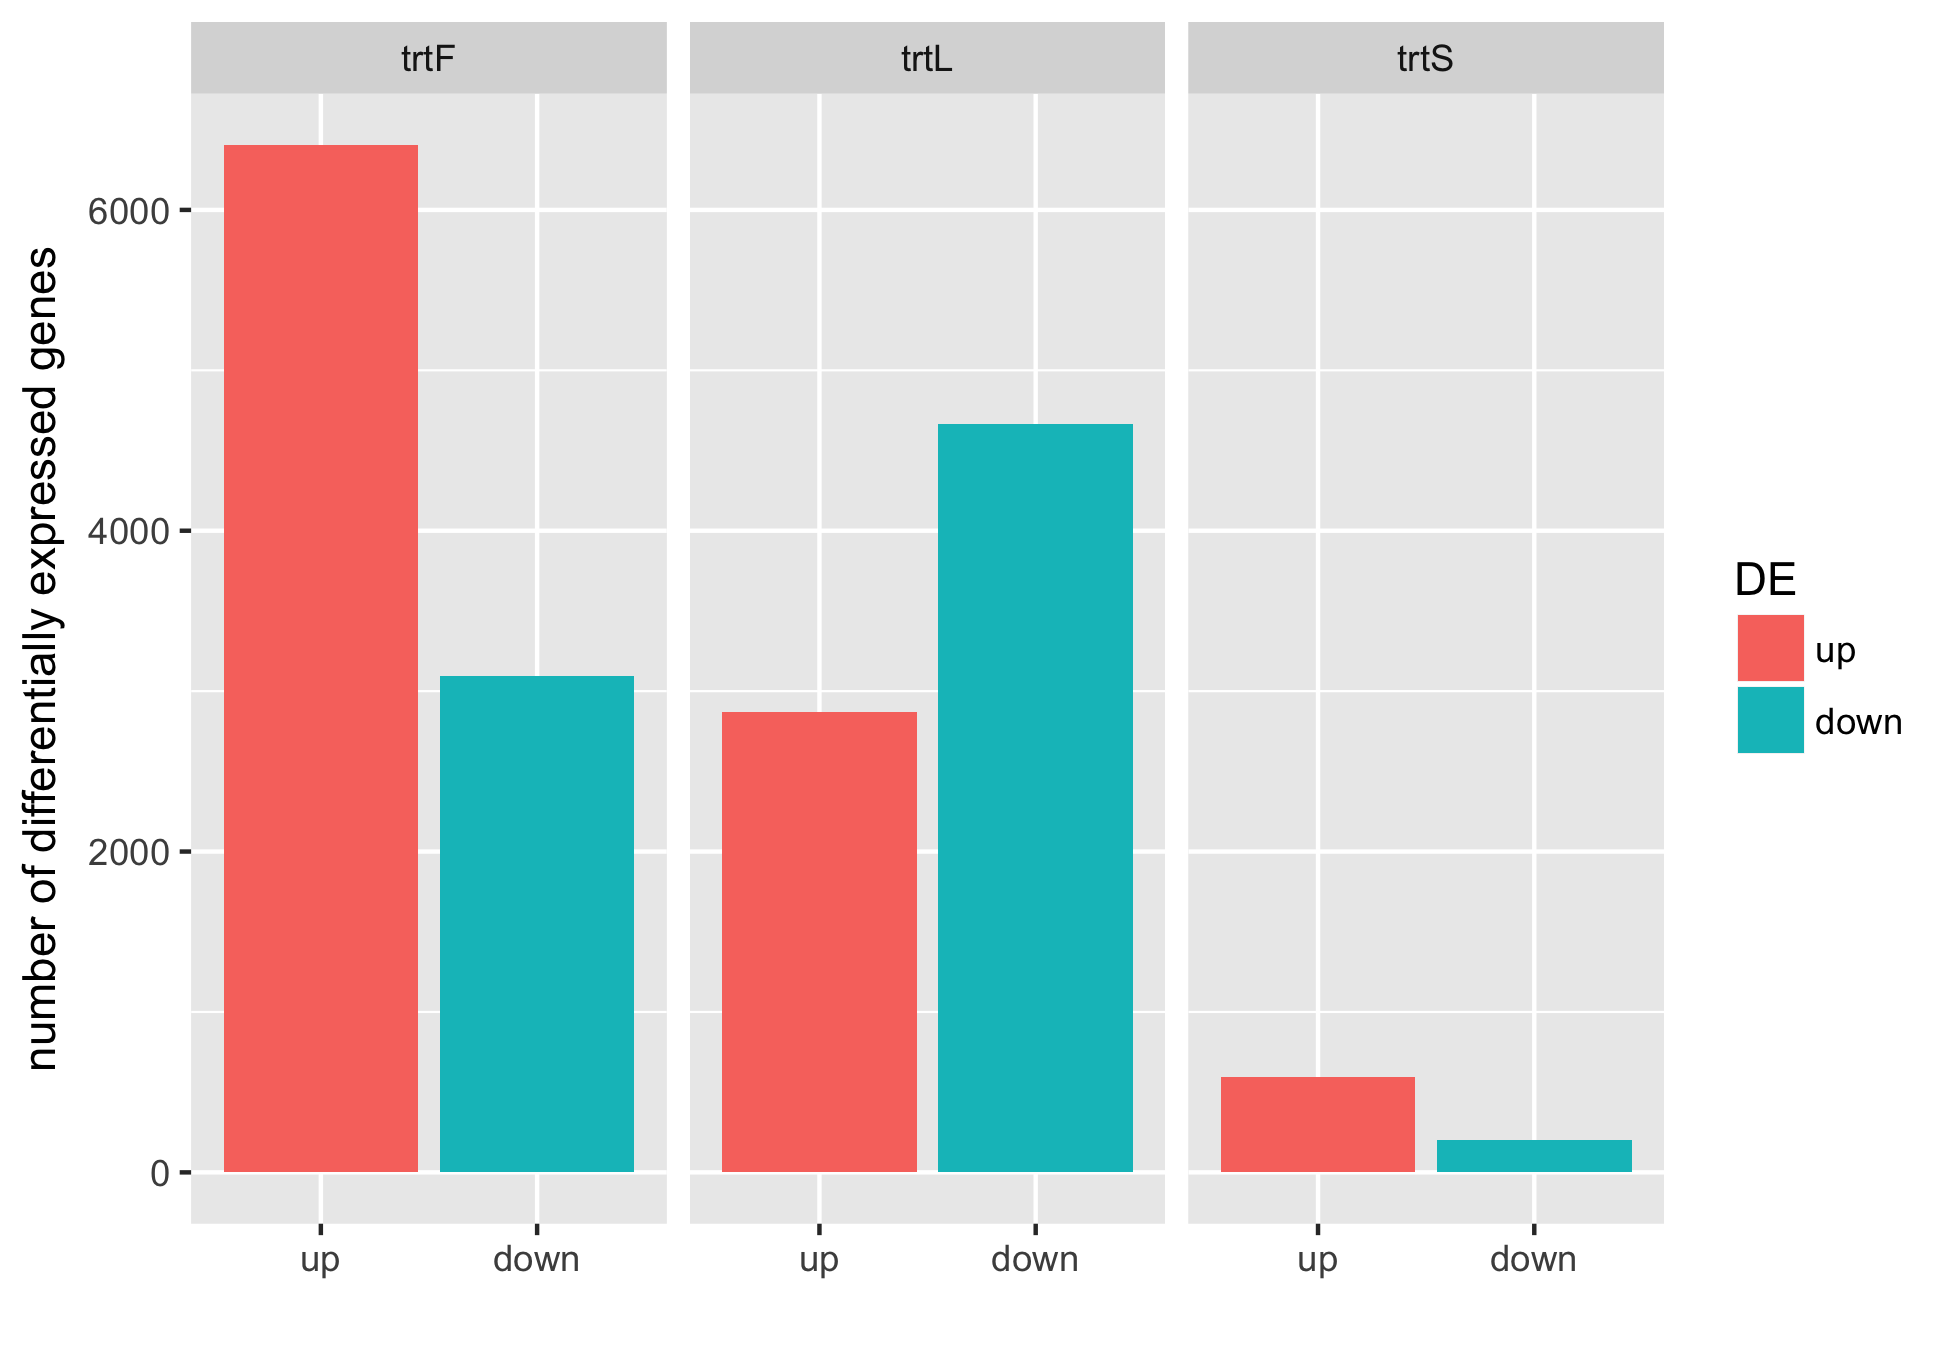 trtF
trtL
trtS
number of differentially expressed genes
6000
4000
2000
0
up
down
up
down
up
down
DE
up
down